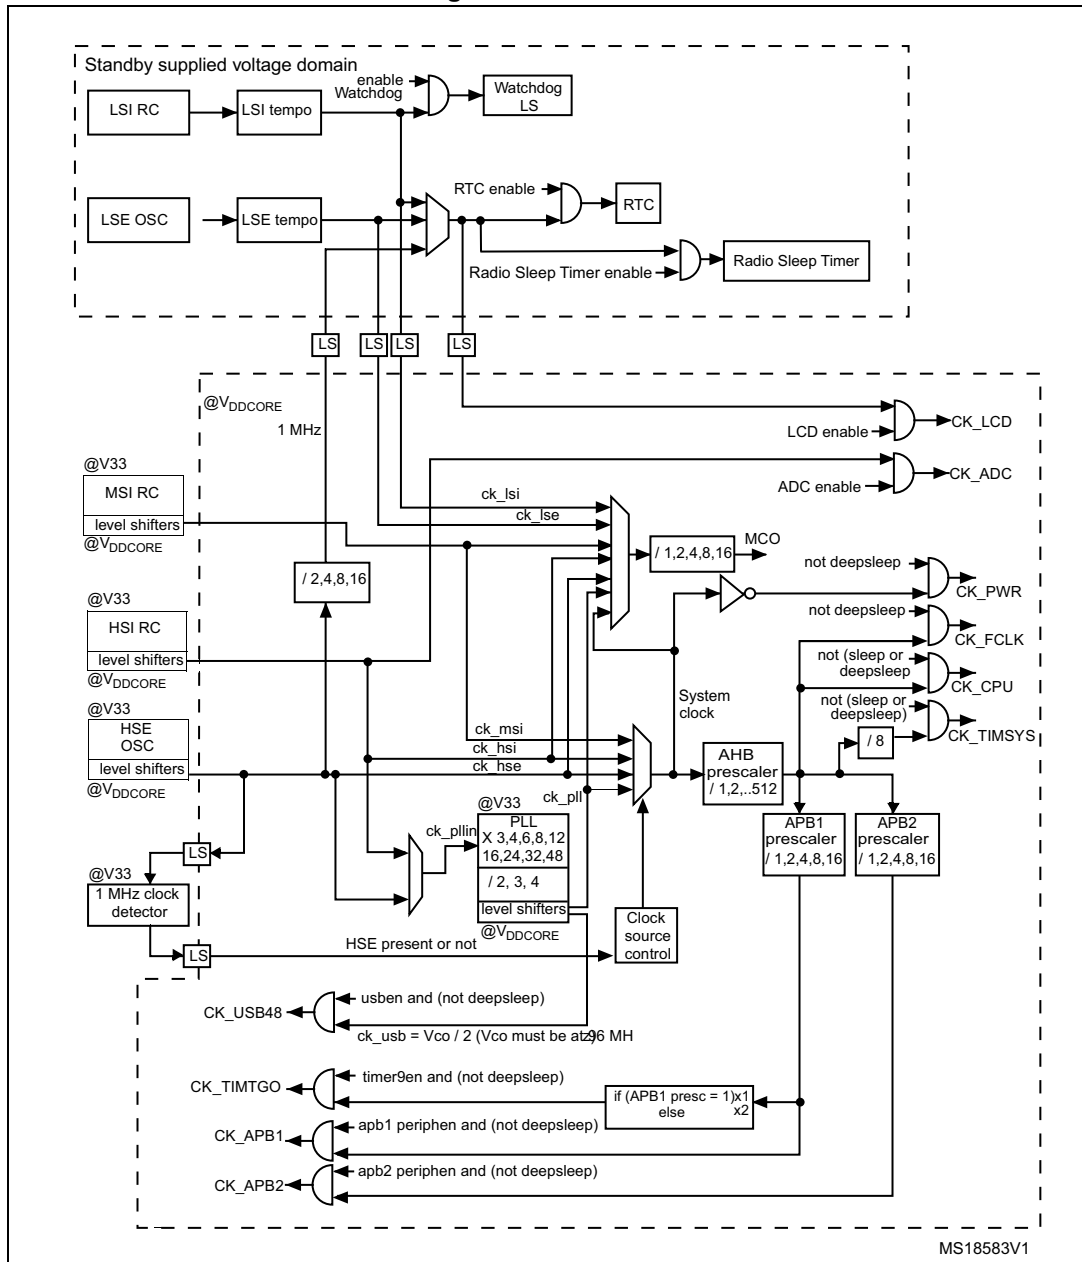 Standby supplied voltage domain
enable
Watchdog
Watchdog
LS
LSI RC
LSI tempo
RTC enable
RTC
LSE OSC
LSE tempo
Radio Sleep Timer enable
Radio Sleep Timer
LS
LS
LS
LS
@VDDCORE
1 MHz
LCD enable
CK_LCD
ADC enable
CK_ADC
@V33
MSI RC
level shifters
@VDDCORE
ck_lsi
ck_lse
/ 1,2,4,8,16
MCO
/ 2,4,8,16
not deepsleep
CK_PWR
@V33
HSI RC
level shifters
@VDDCORE
not deepsleep
CK_FCLK
not (sleep or
deepsleep
CK_CPU
not (sleep or
deepsleep)
CK_TIMSYS
/ 8
System
clock
@V33
HSE
OSC
level shifters
@VDDCORE
ck_msi
ck_hsi
ck_hse
ck_pll
AHB
prescaler
/ 1,2,..512
APB1
prescaler
/ 1,2,4,8,16
APB2
prescaler
/ 1,2,4,8,16
ck_pllin
@V33
PLL
X 3,4,6,8,12
16,24,32,48
/ 2, 3, 4
level shifters
@VDDCORE
LS
@V33
1 MHz clock
detector
LS
HSE present or not
Clock
source
control
CK_USB48
usben and (not deepsleep)
ck_usb = Vco / 2 (Vco must be at 96 MHz)
CK_TIMTGO
timer9en and (not deepsleep)
if (APB1 presc = 1)x1
else x2
CK_APB1
apb1 periphen and (not deepsleep)
CK_APB2
apb2 periphen and (not deepsleep)
MS18583V1